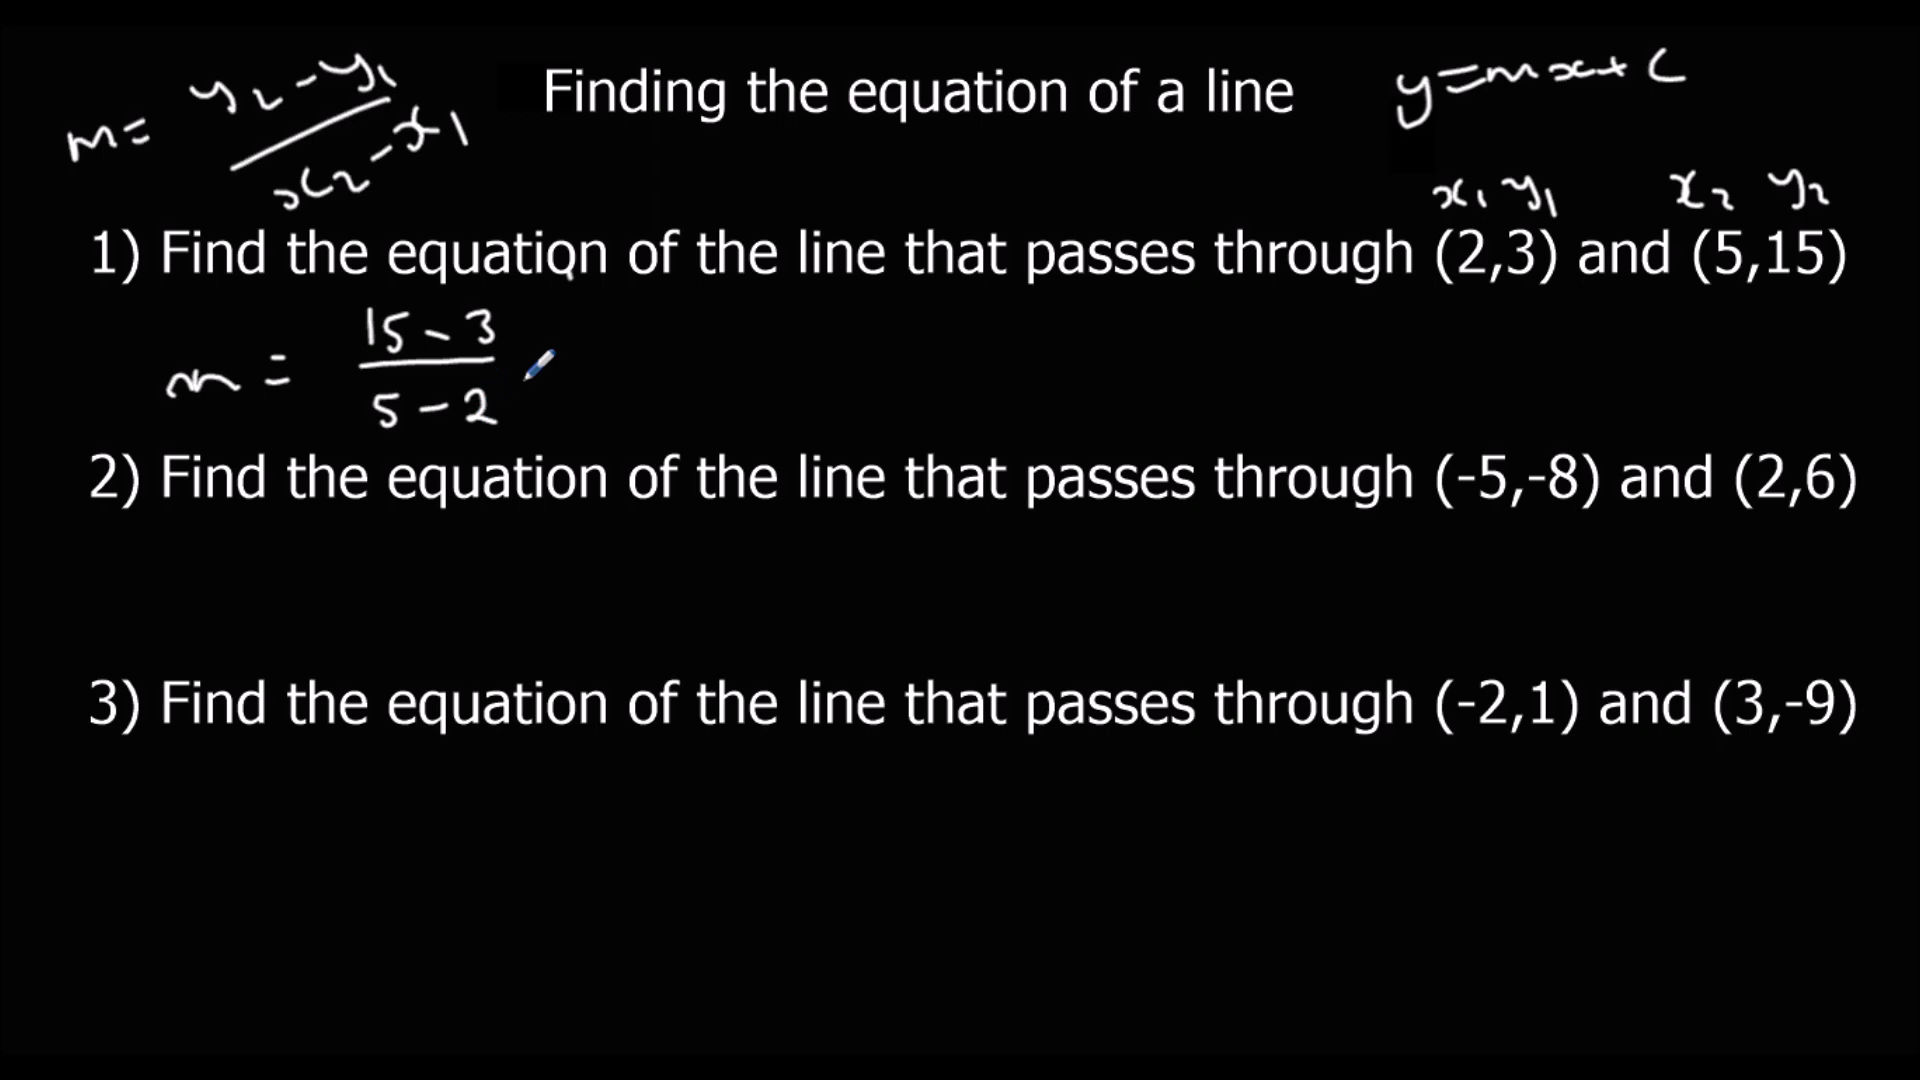 m = y₂ - y₁ / x₂ - x₁
Finding the equation of a line
y = mx + c
x₁ y₁ x₂ y₂
1) Find the equation of the line that passes through (2,3) and (5,15)
m = 15 - 3 / 5 - 2
2) Find the equation of the line that passes through (-5,-8) and (2,6)
3) Find the equation of the line that passes through (-2,1) and (3,-9)